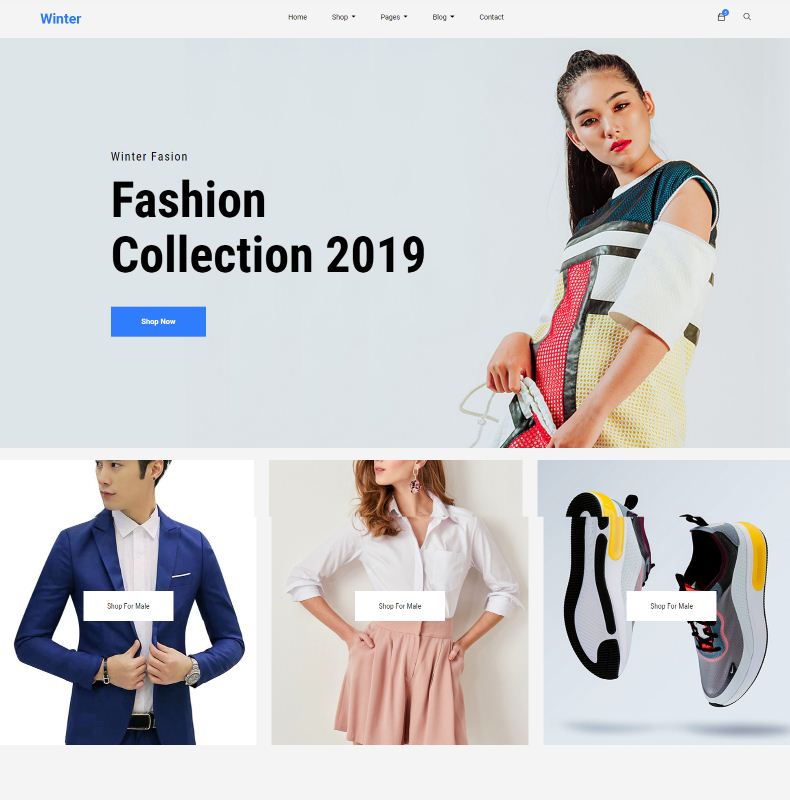 Winter
Home Shop Pages Blog Contact
Winter Fasion
Fashion
Collection 2019
Shop Now
Shop For Male
Shop For Male
Shop For Male